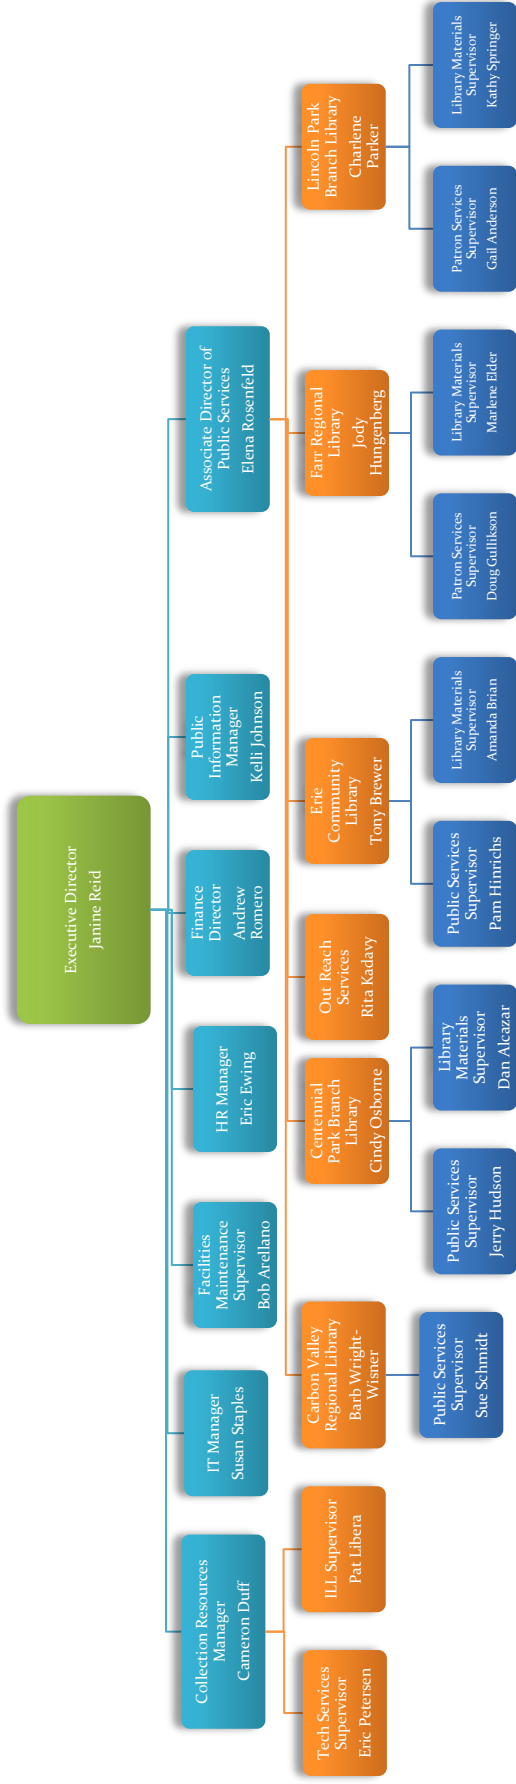 Executive Director
Janine Reid
Collection Resources
Manager
Cameron Duff
IT Manager
Susan Staples
Facilities
Maintenance
Supervisor
Bob Arellano
HR Manager
Eric Ewing
Finance
Director
Andrew
Romero
Public
Information
Manager
Kelli Johnson
Associate Director of
Public Services
Elena Rosenfeld
Tech Services
Supervisor
Eric Petersen
ILL Supervisor
Pat Libera
Carbon Valley
Regional Library
Barb Wright-
Wisner
Centennial
Park Branch
Library
Cindy Osborne
Out Reach
Services
Rita Kadavy
Erie
Community
Library
Tony Brewer
Farr Regional
Library
Jody
Hungenberg
Lincoln Park
Branch Library
Charlene
Parker
Public Services
Supervisor
Sue Schmidt
Public Services
Supervisor
Jerry Hudson
Library
Materials
Supervisor
Dan Alcazar
Public Services
Supervisor
Pam Hinrichs
Library Materials
Supervisor
Amanda Brian
Patron Services
Supervisor
Doug Gullikson
Library Materials
Supervisor
Marlene Elder
Patron Services
Supervisor
Gail Anderson
Library Materials
Supervisor
Kathy Springer